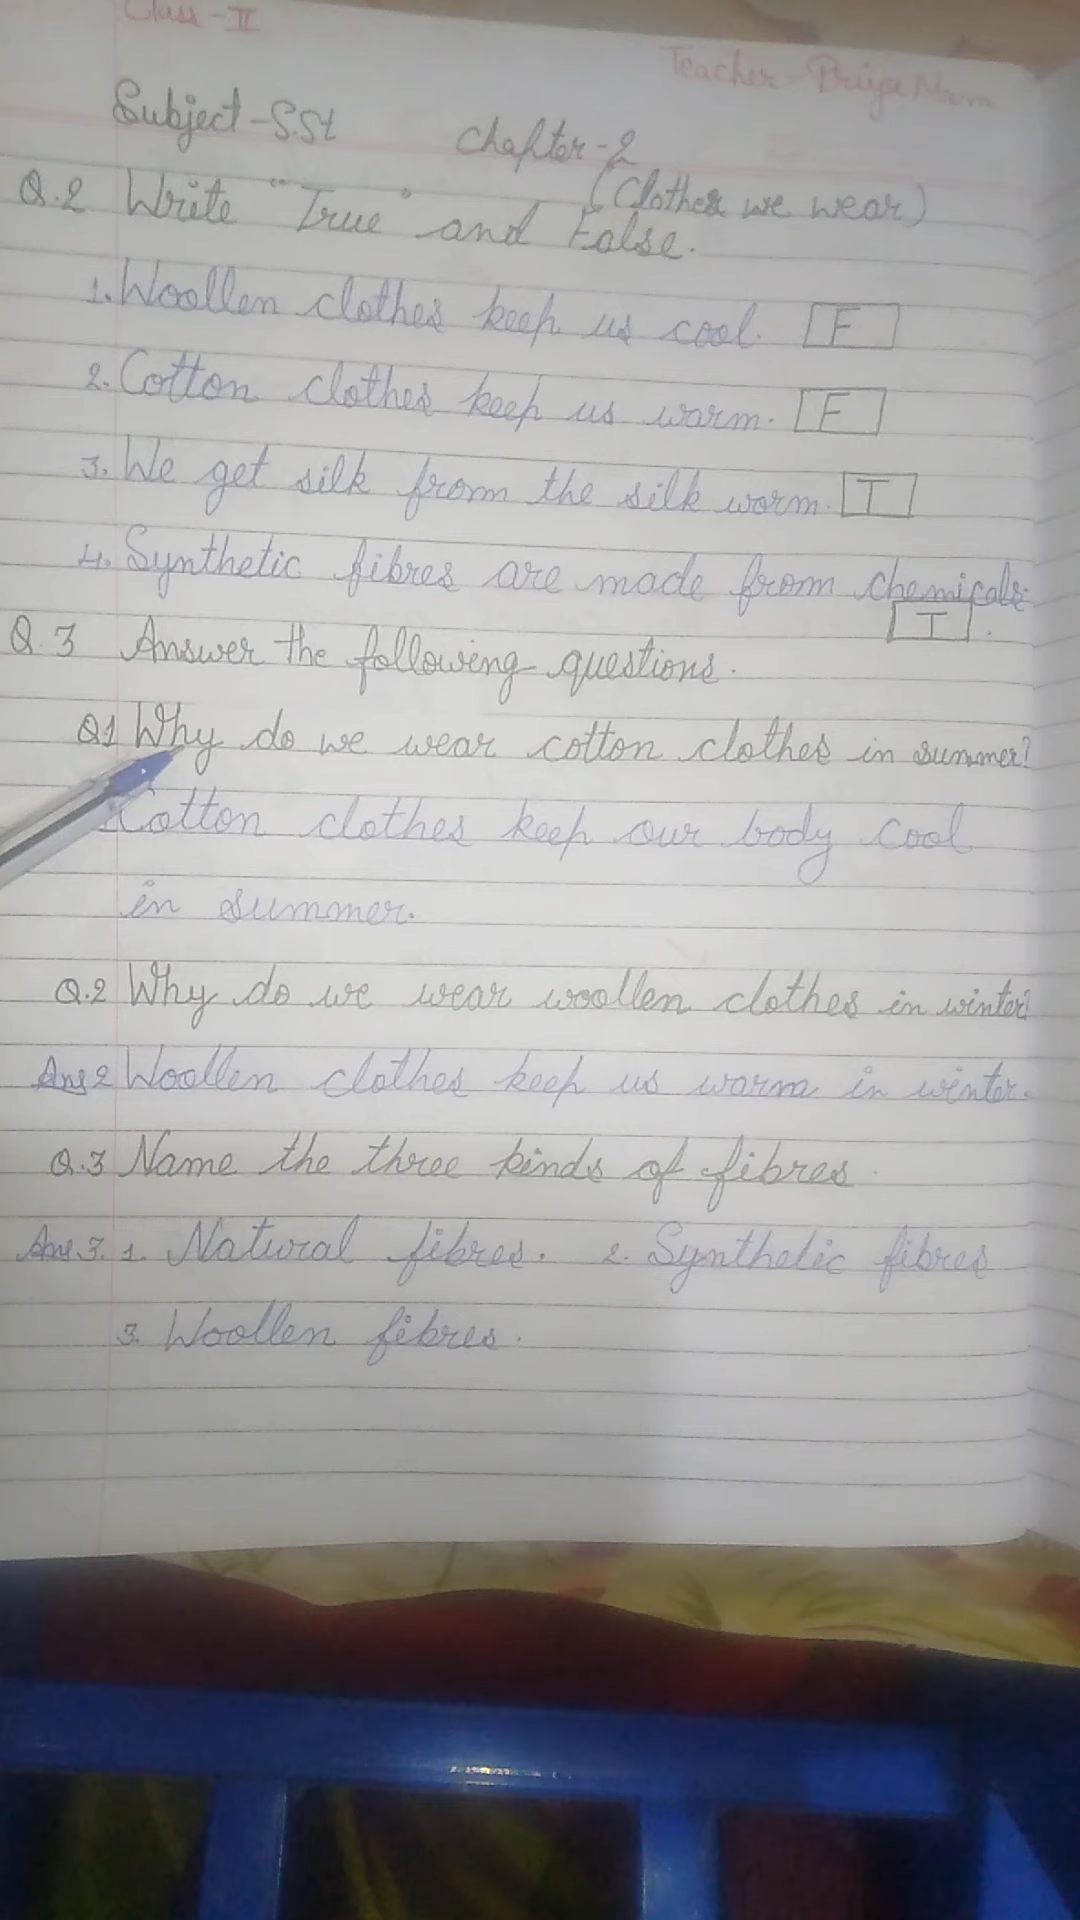 Class - II
Teacher - Priya Mam
Subject - S.St Chapter - 2
(Clothes we wear)
Q.2 Write "True" and False.
1. Woollen clothes keep us cool. F
2. Cotton clothes keep us warm. F
3. We get silk from the silk worm. T
4. Synthetic fibres are made from chemicals.
T.
Q.3 Answer the following questions.
Q1 Why do we wear cotton clothes in summer?
Cotton clothes keep our body cool
in summer.
Q.2 Why do we wear woollen clothes in winter?
Ans 2 Woollen clothes keep us warm in winter.
Q.3 Name the three kinds of fibres.
Ans.3. 1. Natural fibres. 2. Synthetic fibres
3. Woollen fibres.